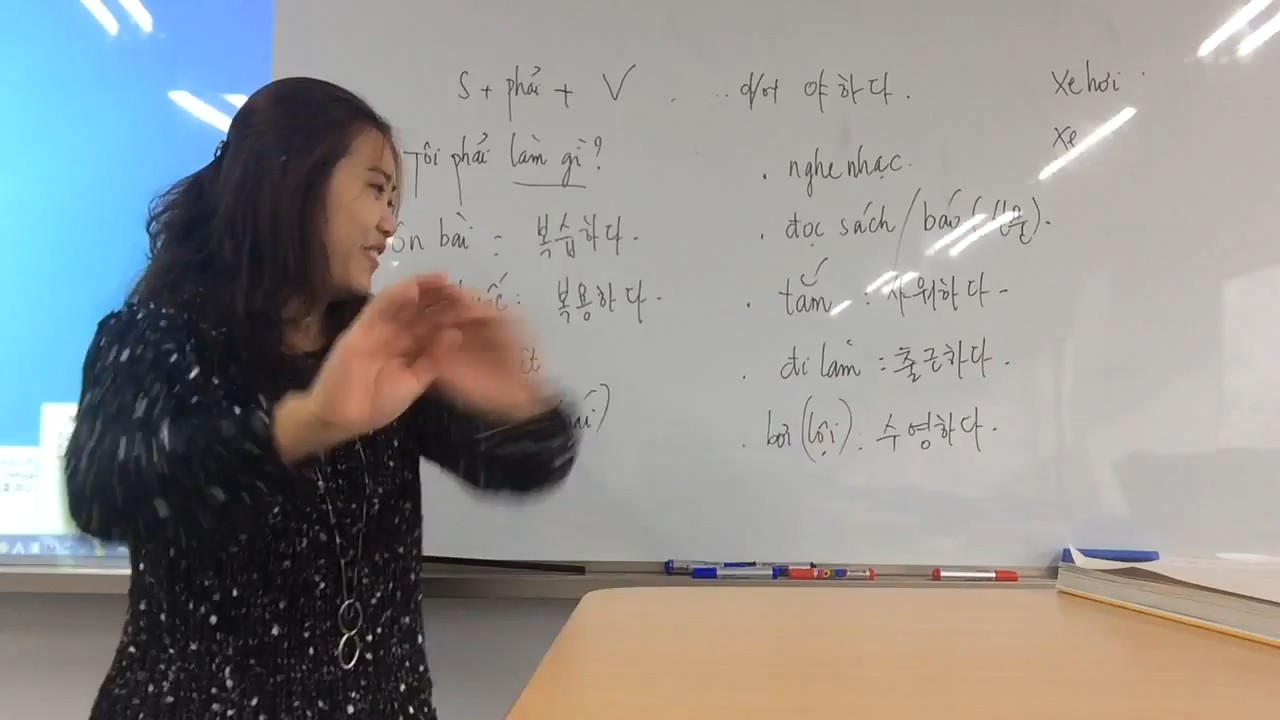 S + phải + V
Tôi phải làm gì?
ôn bài = 복습하다.
: 복용하다.
아/어 야 하다.
. nghe nhạc.
. đọc sách / báo
. tắm : 샤워하다.
. đi làm : 출근하다.
. bơi (lội). 수영하다.
xe hơi
xe